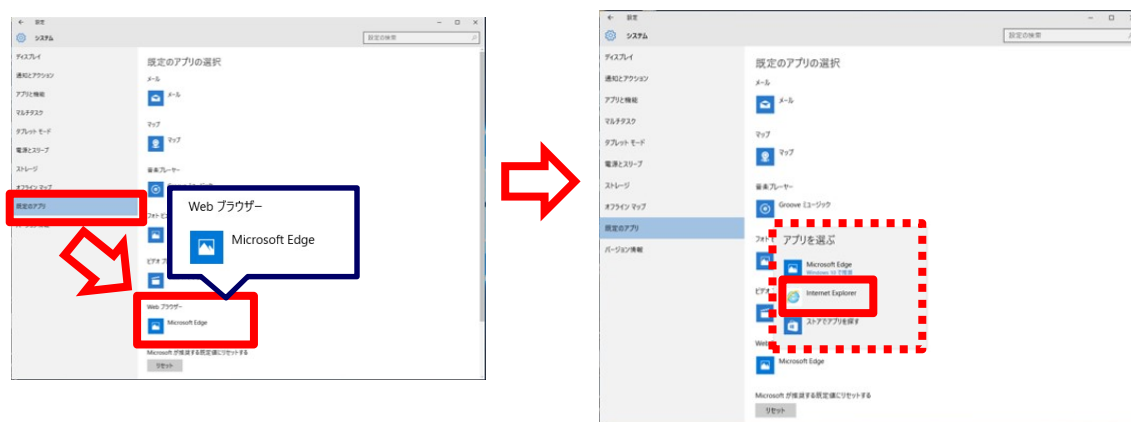 ← 設定
システム
設定の検索
ディスプレイ
通知とアクション
アプリと機能
マルチタスク
タブレット モード
電源とスリープ
ストレージ
オフライン マップ
既定のアプリ
既定のアプリの選択
メール
メール
マップ
マップ
音楽プレーヤー
Web ブラウザー
Microsoft Edge
Web ブラウザー
Microsoft Edge
Microsoft が推奨する既定値にリセットする
リセット
← 設定
システム
設定の検索
ディスプレイ
通知とアクション
アプリと機能
マルチタスク
タブレット モード
電源とスリープ
ストレージ
オフライン マップ
既定のアプリ
バージョン情報
既定のアプリの選択
メール
メール
マップ
マップ
音楽プレーヤー
Groove ミュージック
アプリを選ぶ
Microsoft Edge
Windows 10 で推奨
Internet Explorer
ストアでアプリを探す
Microsoft Edge
Microsoft が推奨する既定値にリセットする
リセット